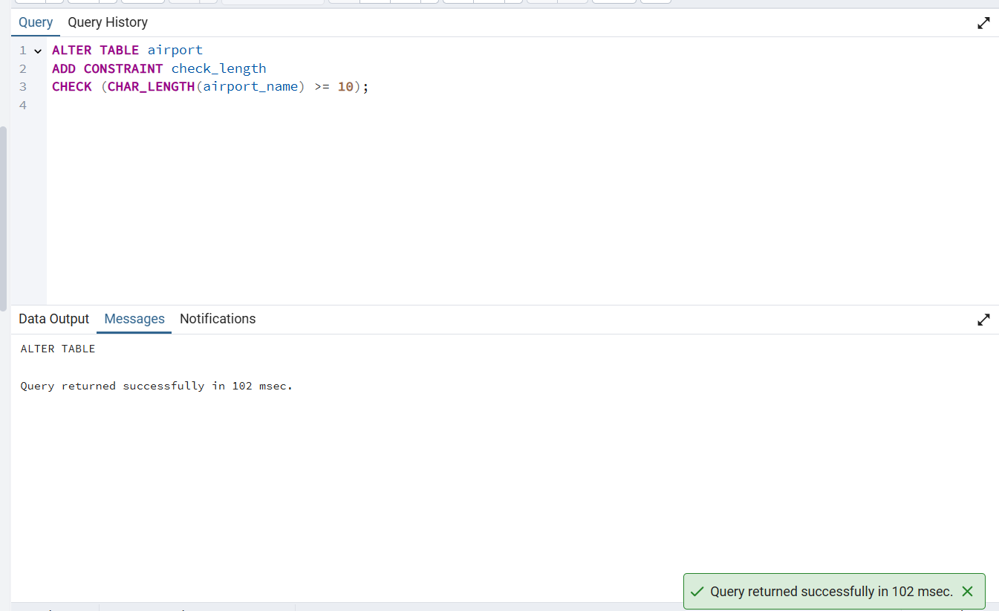 Query Query History
1 ALTER TABLE airport
2 ADD CONSTRAINT check_length
3 CHECK (CHAR_LENGTH(airport_name) >= 10);
4
Data Output Messages Notifications
ALTER TABLE
Query returned successfully in 102 msec.
Query returned successfully in 102 msec.